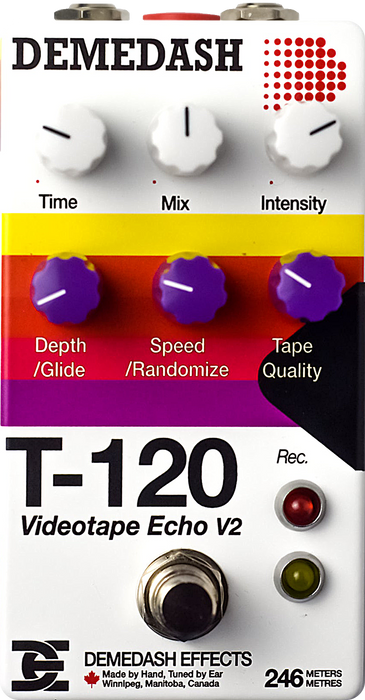 DEMEDASH
Time Mix Intensity
Depth Speed Tape
/Glide /Randomize Quality
T-120
Rec.
Videotape Echo V2
DE
DEMEDASH EFFECTS
Made by Hand, Tuned by Ear
Winnipeg, Manitoba, Canada
246 METERS
METRES